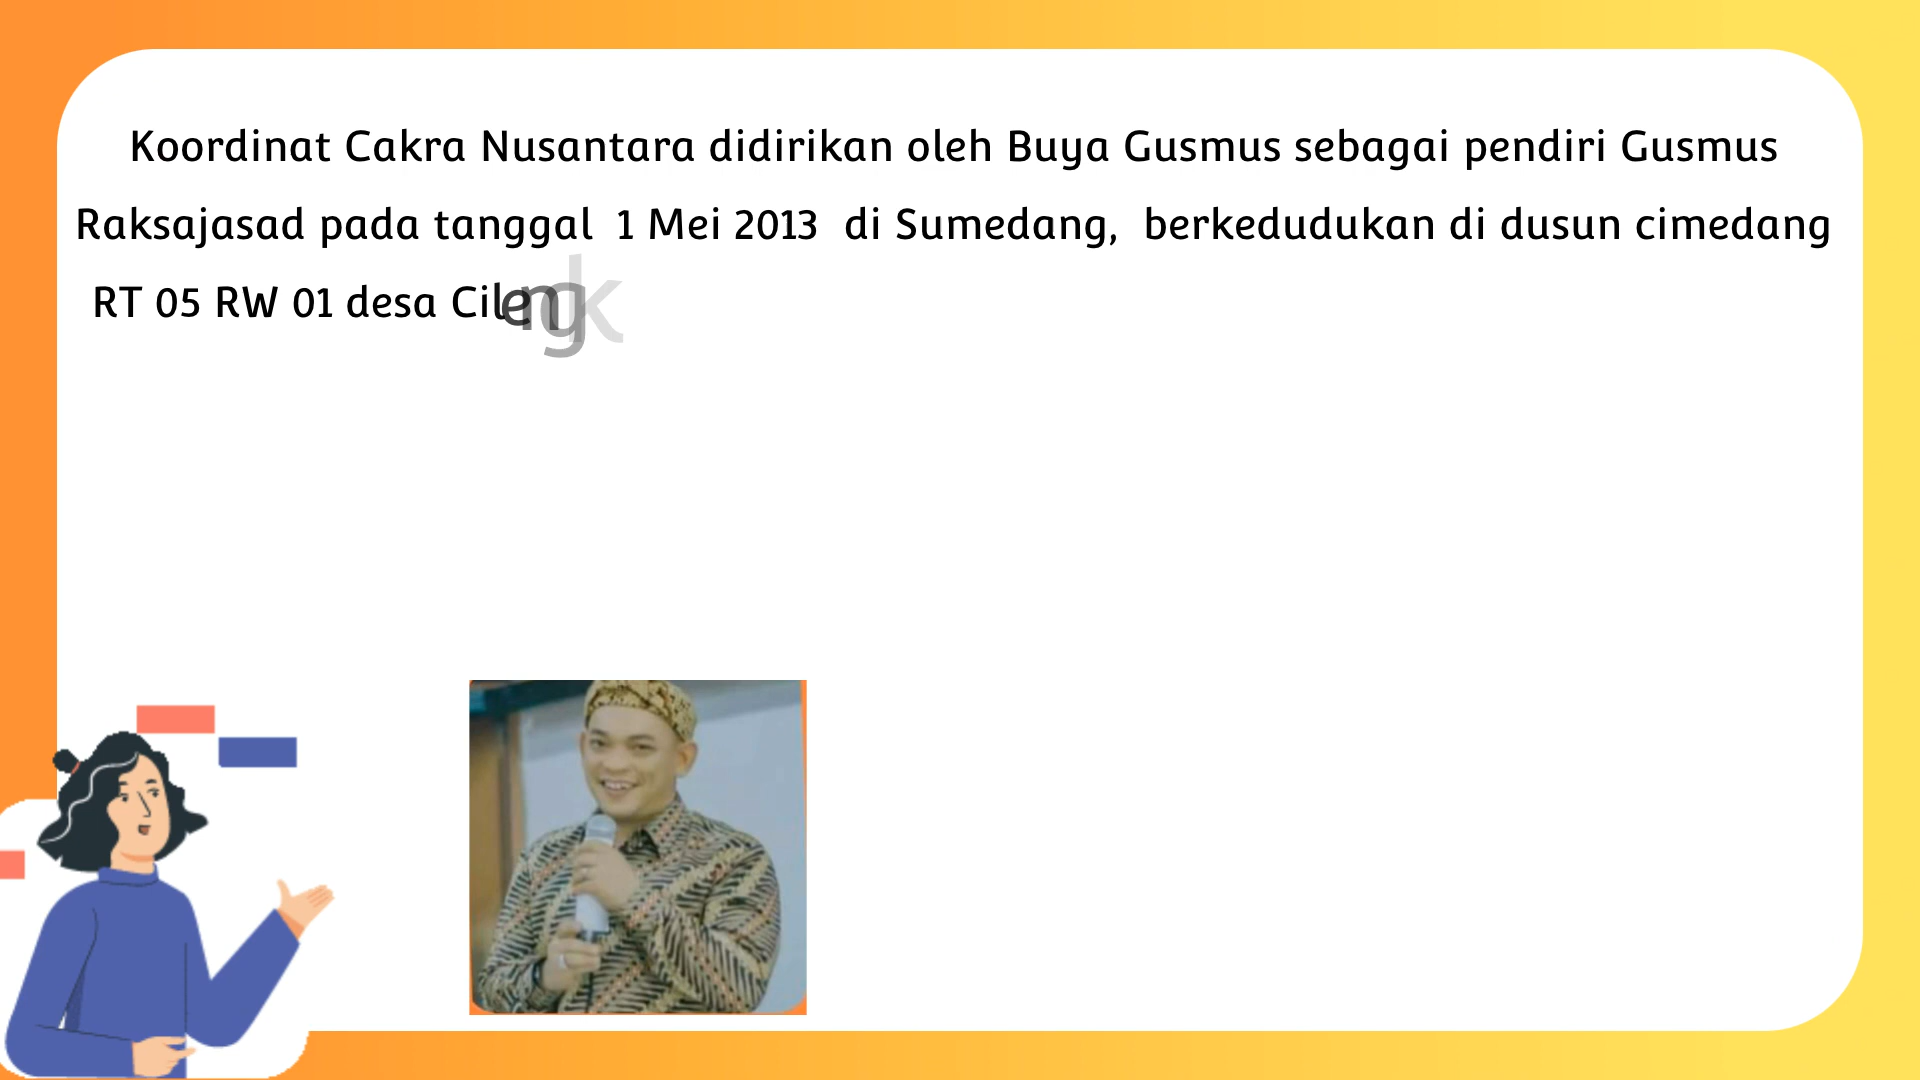 Koordinat Cakra Nusantara didirikan oleh Buya Gusmus sebagai pendiri Gusmus
Raksajasad pada tanggal 1 Mei 2013 di Sumedang, berkedudukan di dusun cimedang
RT 05 RW 01 desa Cilengk